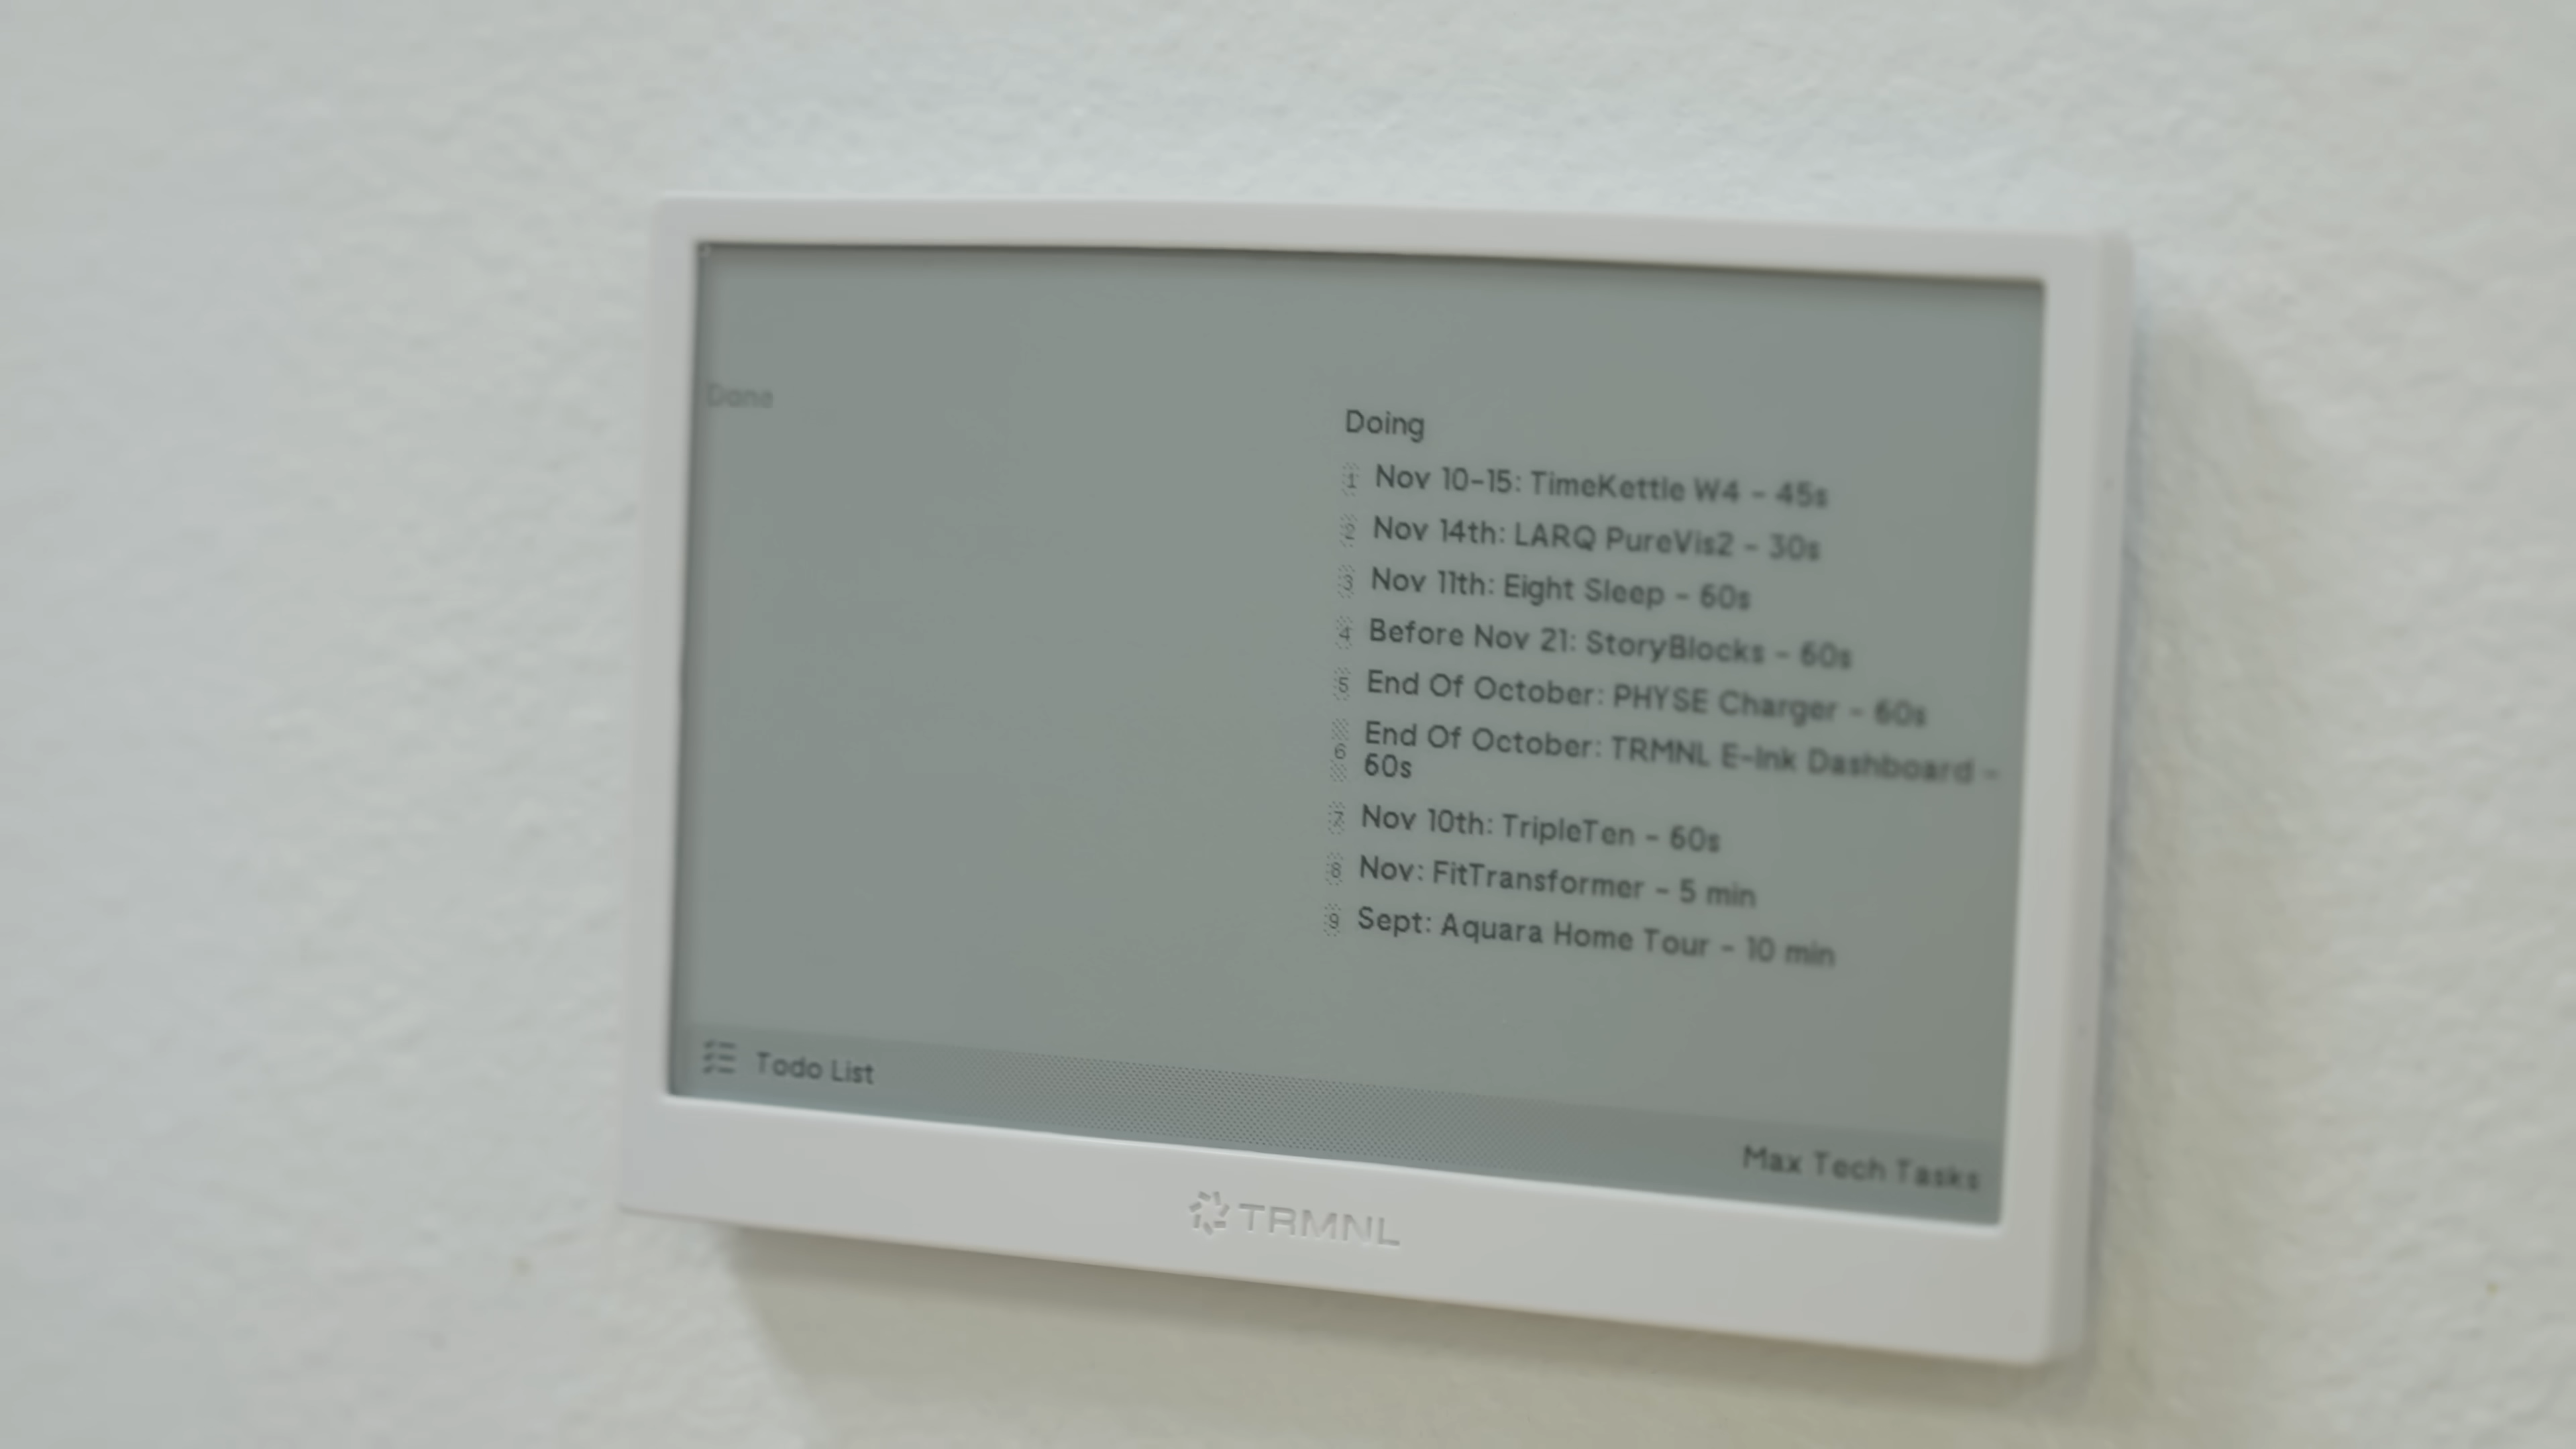 Done
Doing
1 Nov 10-15: TimeKettle W4 - 45s
2 Nov 14th: LARQ PureVis2 - 30s
3 Nov 11th: Eight Sleep - 60s
4 Before Nov 21: StoryBlocks - 60s
5 End Of October: PHYSE Charger - 60s
6 End Of October: TRMNL E-Ink Dashboard -
60s
7 Nov 10th: TripleTen - 60s
8 Nov: FitTransformer - 5 min
9 Sept: Aquara Home Tour - 10 min
Todo List
Max Tech Tasks
TRMNL